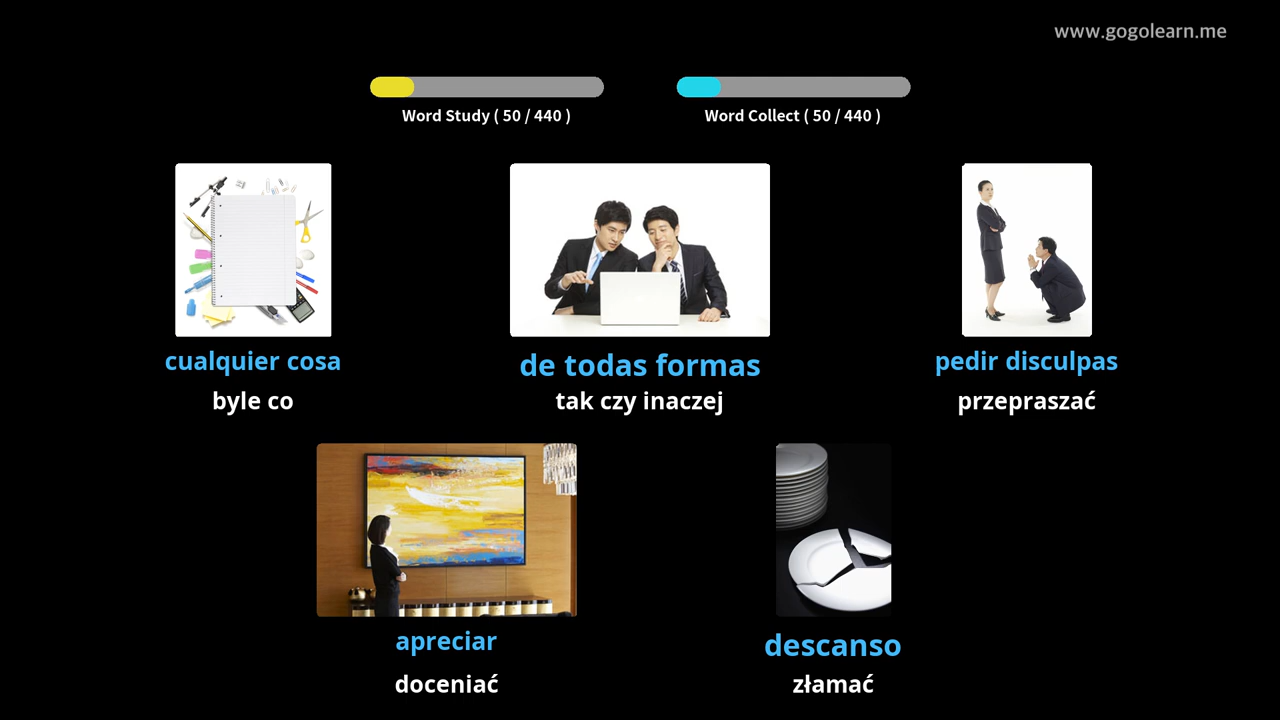 www.gogolearn.me
Word Study ( 50 / 440 )
Word Collect ( 50 / 440 )
cualquier cosa
byle co
de todas formas
tak czy inaczej
pedir disculpas
przepraszać
apreciar
doceniać
descanso
złamać